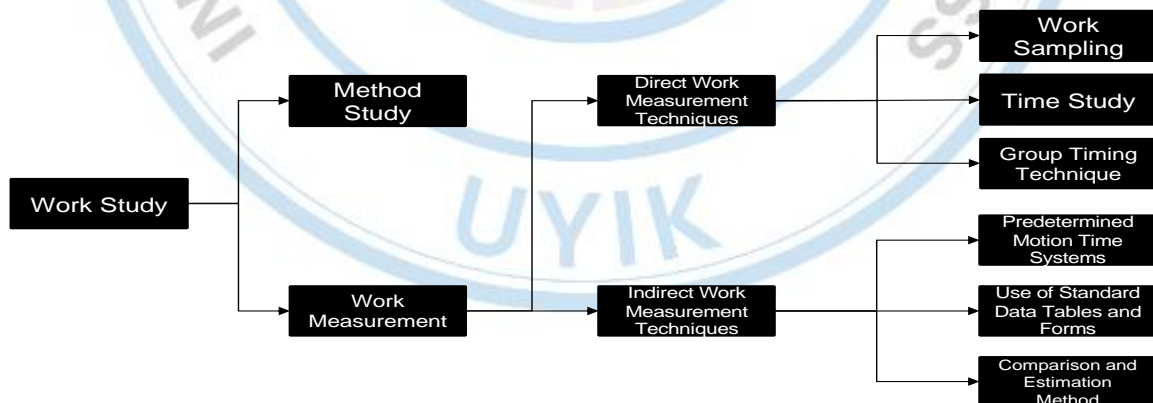 Work Study
Method
Study
Work
Measurement
Direct Work
Measurement
Techniques
Indirect Work
Measurement
Techniques
Work
Sampling
Time Study
Group Timing
Technique
Predetermined
Motion Time
Systems
Use of Standard
Data Tables and
Forms
Comparison and
Estimation
Method
UYIK